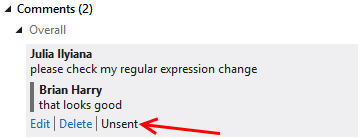 Comments (2)
Overall
Julia Ilyiana
please check my regular expression change
Brian Harry
that looks good
Edit | Delete | Unsent